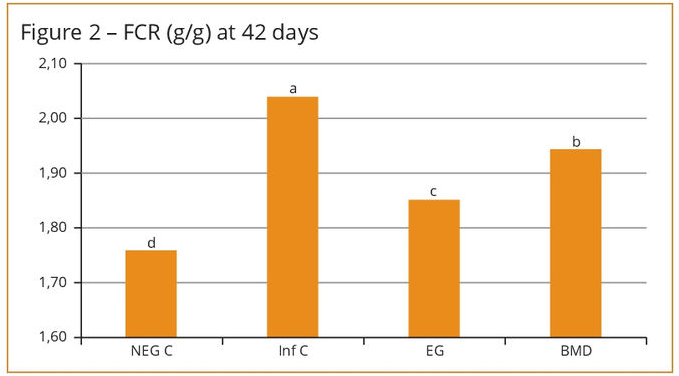 Figure 2 – FCR (g/g) at 42 days
2,10
2,00
1,90
1,80
1,70
1,60
d
a
c
b
NEG C
Inf C
EG
BMD